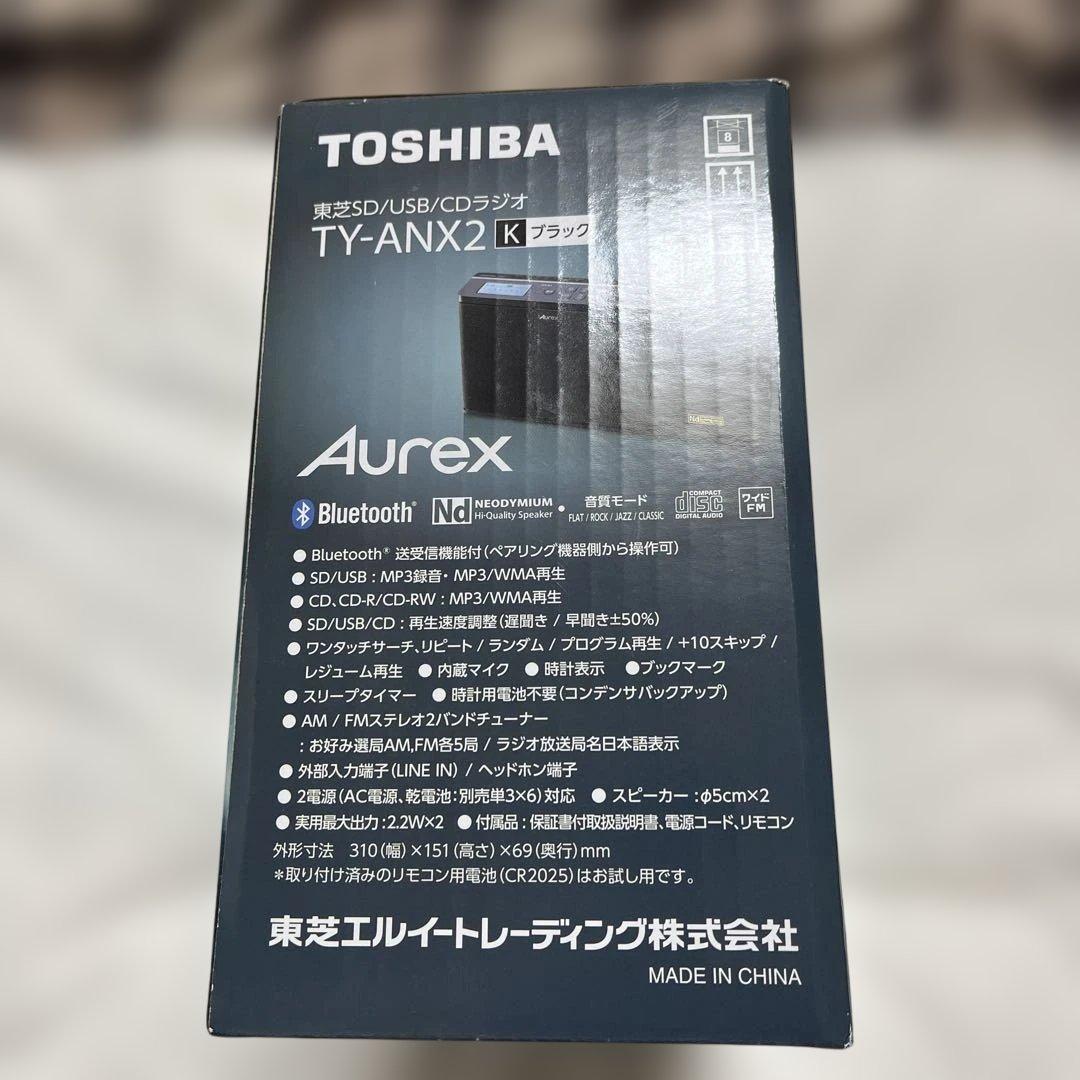 TOSHIBA
8
東芝SD/USB/CDラジオ
TY-ANX2 K ブラック
Aurex
Nd
Aurex
Bluetooth® Nd NEODYMIUM Hi-Quality Speaker • 音質モード FLAT / ROCK / JAZZ / CLASSIC COMPACT disc DIGITAL AUDIO ワイドFM
● Bluetooth® 送受信機能付(ペアリング機器側から操作可)
● SD/USB : MP3録音・MP3/WMA再生
● CD、CD-R/CD-RW : MP3/WMA再生
● SD/USB/CD : 再生速度調整(遅聞き / 早聞き±50%)
● ワンタッチサーチ、リピート / ランダム / プログラム再生 / +10スキップ /
レジューム再生 ● 内蔵マイク ● 時計表示 ●ブックマーク
● スリープタイマー ● 時計用電池不要(コンデンサバックアップ)
● AM / FMステレオ2バンドチューナー
: お好み選局AM,FM各5局 / ラジオ放送局名日本語表示
● 外部入力端子(LINE IN) / ヘッドホン端子
● 2電源(AC電源、乾電池:別売単3×6)対応 ● スピーカー:φ5cm×2
● 実用最大出力:2.2W×2 ●付属品:保証書付取扱説明書、電源コード、リモコン
外形寸法 310(幅)×151(高さ)×69(奥行)mm
＊取り付け済みのリモコン用電池(CR2025)はお試し用です。
東芝エルイートレーディング株式会社
MADE IN CHINA